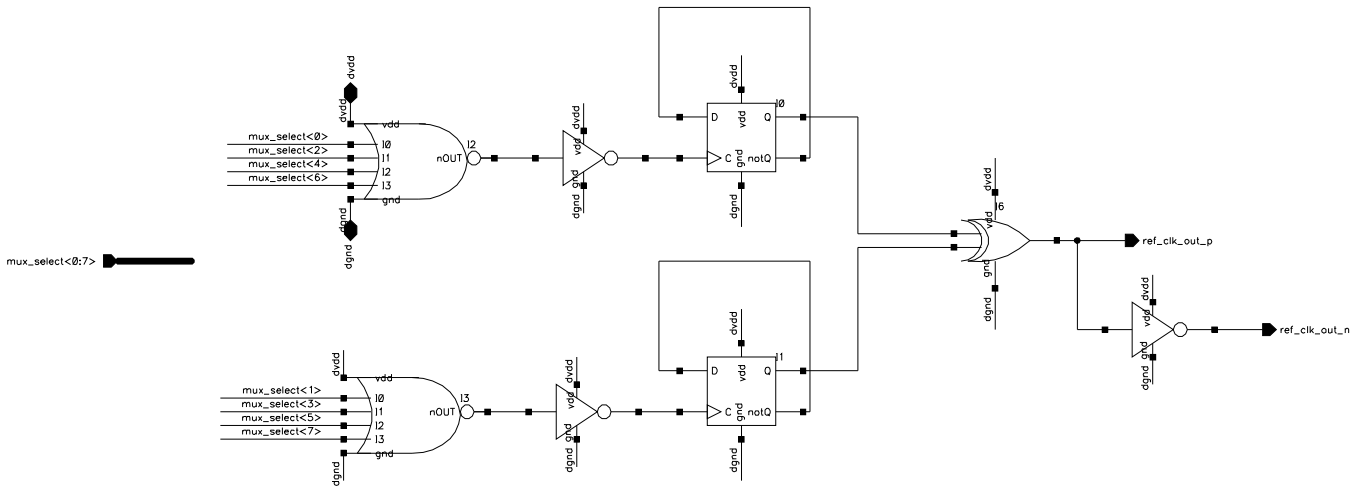 dvdd
dvdd
vdd
mux_select<0>
I0
mux_select<2>
I1
mux_select<4>
I2
mux_select<6>
I3
gnd
dgnd
dgnd
nOUT
I2
dvdd
vdd
gnd
dgnd
dvdd
I0
D
vdd
Q
C
gnd
notQ
dgnd
mux_select<0:7>
dvdd
I6
vdd
gnd
dgnd
ref_clk_out_p
dvdd
vdd
gnd
dgnd
ref_clk_out_n
dvdd
vdd
mux_select<1>
I0
mux_select<3>
I1
mux_select<5>
I2
mux_select<7>
I3
gnd
dgnd
nOUT
I3
dvdd
vdd
gnd
dgnd
dvdd
I1
D
vdd
Q
C
gnd
notQ
dgnd